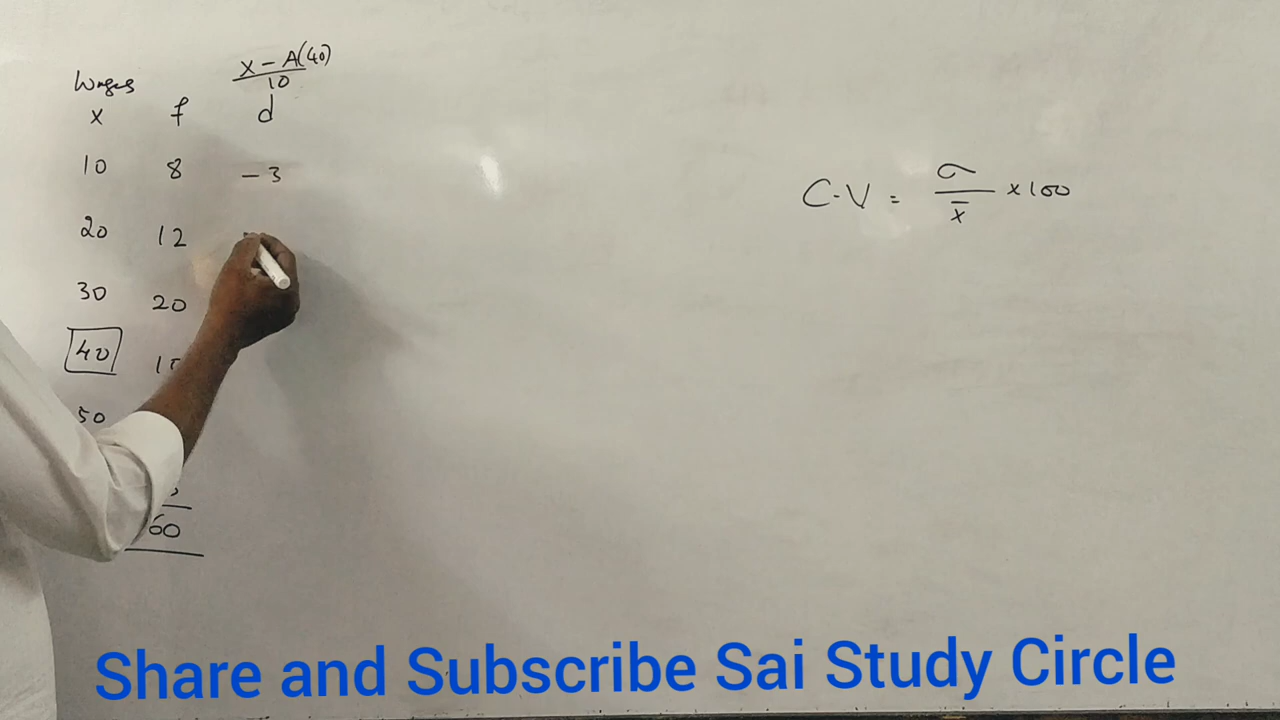 x - A(40)
10
Wages
x f d
10 8 - 3
20 12
30 20
40
50
60
C.V = σ / x̄ × 100
Share and Subscribe Sai Study Circle